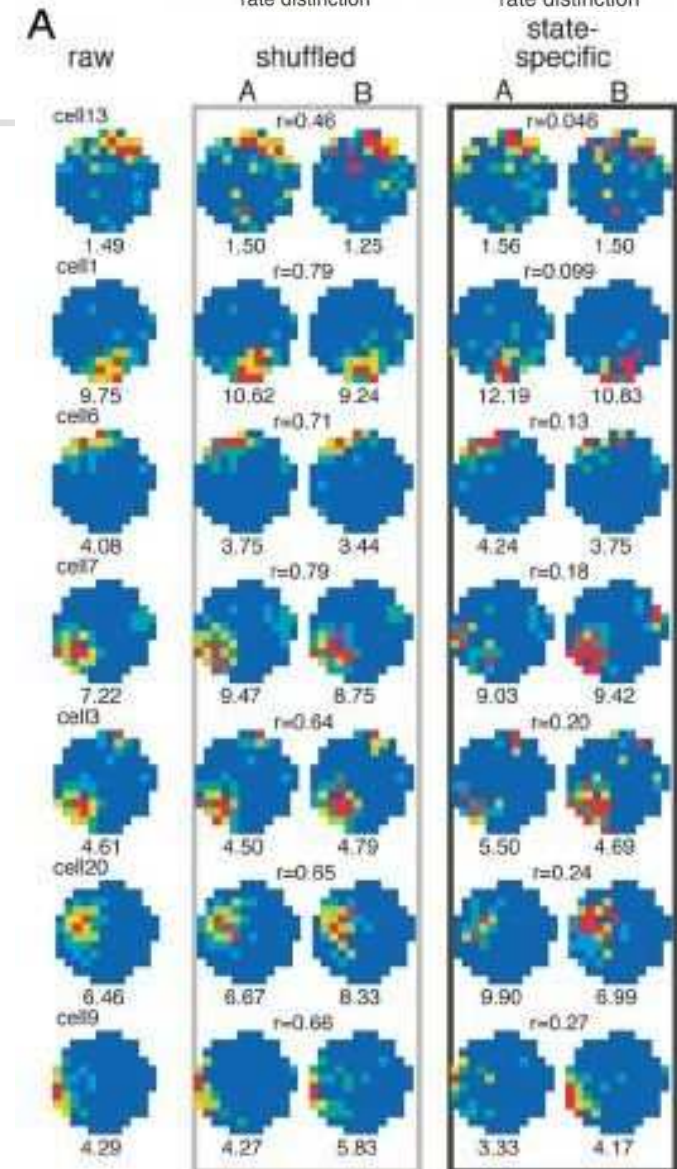 rate distinction rate distinction
A
raw shuffled state-
specific
A B A B
cell13 r=0.46 r=0.046
1.49 1.50 1.25 1.56 1.50
cell1 r=0.79 r=0.099
9.75 10.62 9.24 12.19 10.83
cell6 r=0.71 r=0.13
4.08 3.75 3.44 4.24 3.75
cell7 r=0.79 r=0.18
7.22 9.47 8.75 9.03 9.42
cell3 r=0.64 r=0.20
4.61 4.50 4.79 5.50 4.69
cell20 r=0.65 r=0.24
6.46 6.67 8.33 9.90 6.99
cell9 r=0.66 r=0.27
4.29 4.27 5.83 3.33 4.17